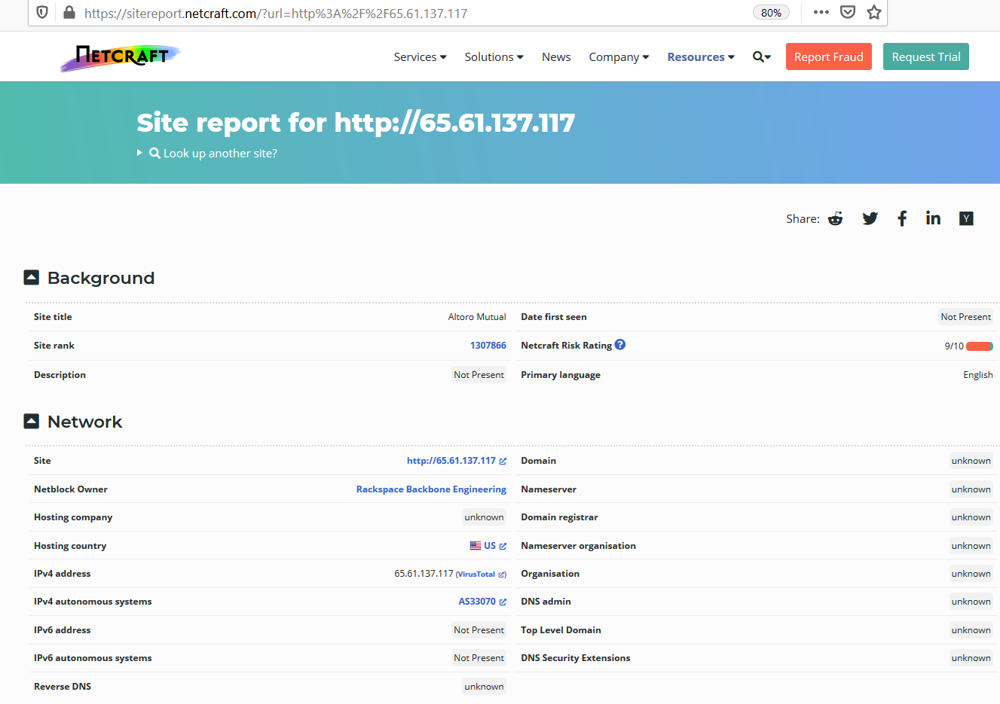 https://sitereport.netcraft.com/?url=http%3A%2F%2F65.61.137.117 80%
NETCRAFT Services Solutions News Company Resources Report Fraud Request Trial
Site report for http://65.61.137.117
Look up another site?
Share:
Background
Site title Altoro Mutual Date first seen Not Present
Site rank 1307866 Netcraft Risk Rating ? 9/10
Description Not Present Primary language English
Network
Site http://65.61.137.117 Domain unknown
Netblock Owner Rackspace Backbone Engineering Nameserver unknown
Hosting company unknown Domain registrar unknown
Hosting country US Nameserver organisation unknown
IPv4 address 65.61.137.117 (VirusTotal) Organisation unknown
IPv4 autonomous systems AS33070 DNS admin unknown
IPv6 address Not Present Top Level Domain unknown
IPv6 autonomous systems Not Present DNS Security Extensions unknown
Reverse DNS unknown